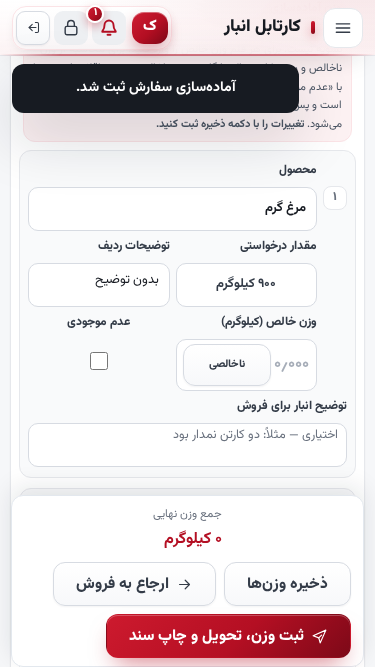 کارتابل انبار
۱
ک
ناخالص و
آماده‌سازی سفارش ثبت شد.
با «عدم
است و پس
می‌شود. تغییرات را با دکمه ذخیره ثبت کنید.
محصول
۱
مرغ گرم
مقدار درخواستی
توضیحات ردیف
۹۰۰ کیلوگرم
بدون توضیح
وزن خالص (کیلوگرم)
عدم موجودی
۰٫۰۰۰
ناخالصی
توضیح انبار برای فروش
اختیاری — مثلاً: دو کارتن نمدار بود
جمع وزن نهایی
۰ کیلوگرم
ذخیره وزن‌ها
ارجاع به فروش
ثبت وزن، تحویل و چاپ سند